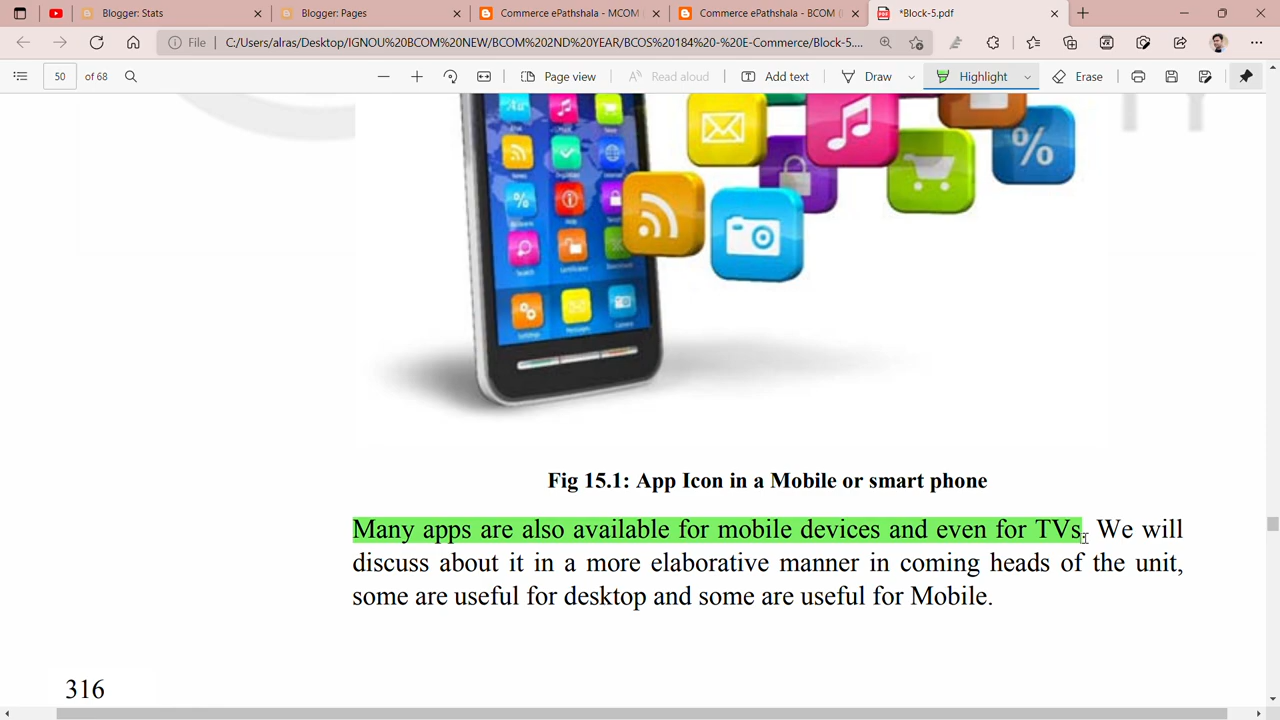 Blogger: Stats
Blogger: Pages
Commerce ePathshala - MCOM
Commerce ePathshala - BCOM (
*Block-5.pdf
File
C:/Users/alras/Desktop/IGNOU%20BCOM%20NEW/BCOM%202ND%20YEAR/BCOS%20184%20-%20E-Commerce/Block-5....
50 of 68
Page view
Read aloud
Add text
Draw
Highlight
Erase
%
%
Search
Settings
Fig 15.1: App Icon in a Mobile or smart phone
Many apps are also available for mobile devices and even for TVs. We will
discuss about it in a more elaborative manner in coming heads of the unit,
some are useful for desktop and some are useful for Mobile.
316